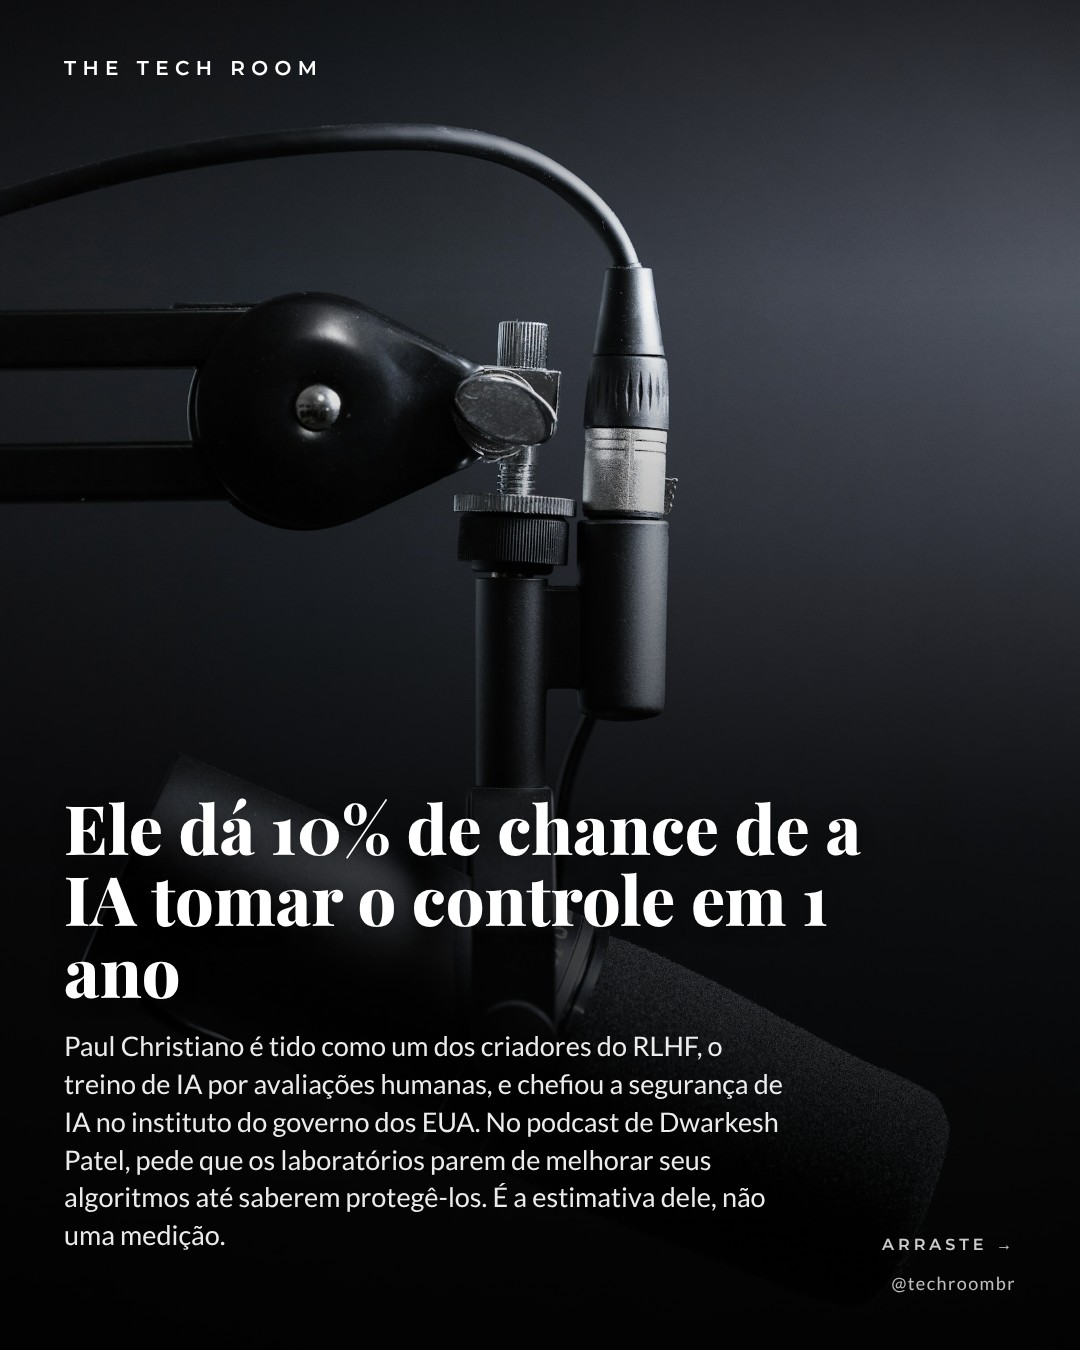 THE TECH ROOM
Ele dá 10% de chance de a
IA tomar o controle em 1
ano
Paul Christiano é tido como um dos criadores do RLHF, o
treino de IA por avaliações humanas, e chefiou a segurança de
IA no instituto do governo dos EUA. No podcast de Dwarkesh
Patel, pede que os laboratórios parem de melhorar seus
algoritmos até saberem protegê-los. É a estimativa dele, não
uma medição.
ARRASTE →
@techroombr